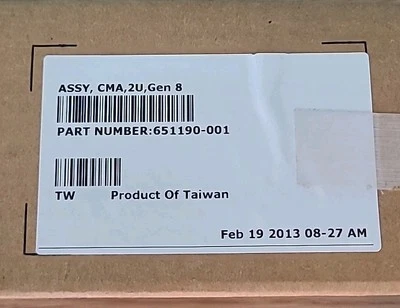 ASSY, CMA,2U,Gen 8
PART NUMBER:651190-001
TW Product Of Taiwan
Feb 19 2013 08-27 AM